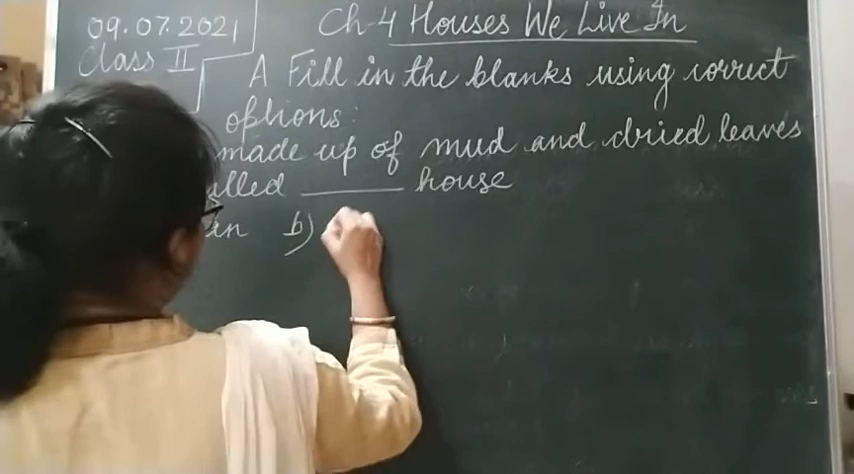 09.07.2021
Class II
Ch-4 Houses We Live In
A Fill in the blanks using correct
options:
made up of mud and dried leaves
house
b)